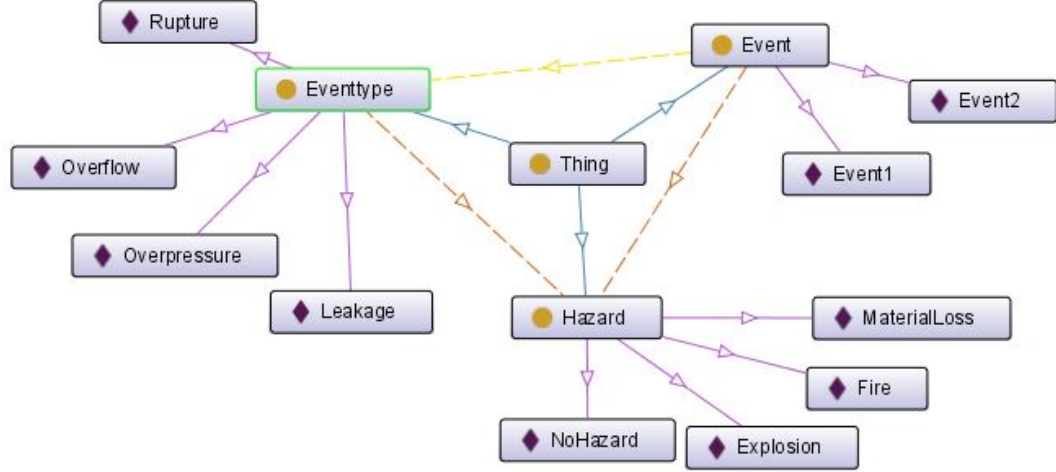 Rupture
Event
Eventtype
Event2
Overflow
Thing
Event1
Overpressure
Leakage
Hazard
MaterialLoss
Fire
NoHazard
Explosion